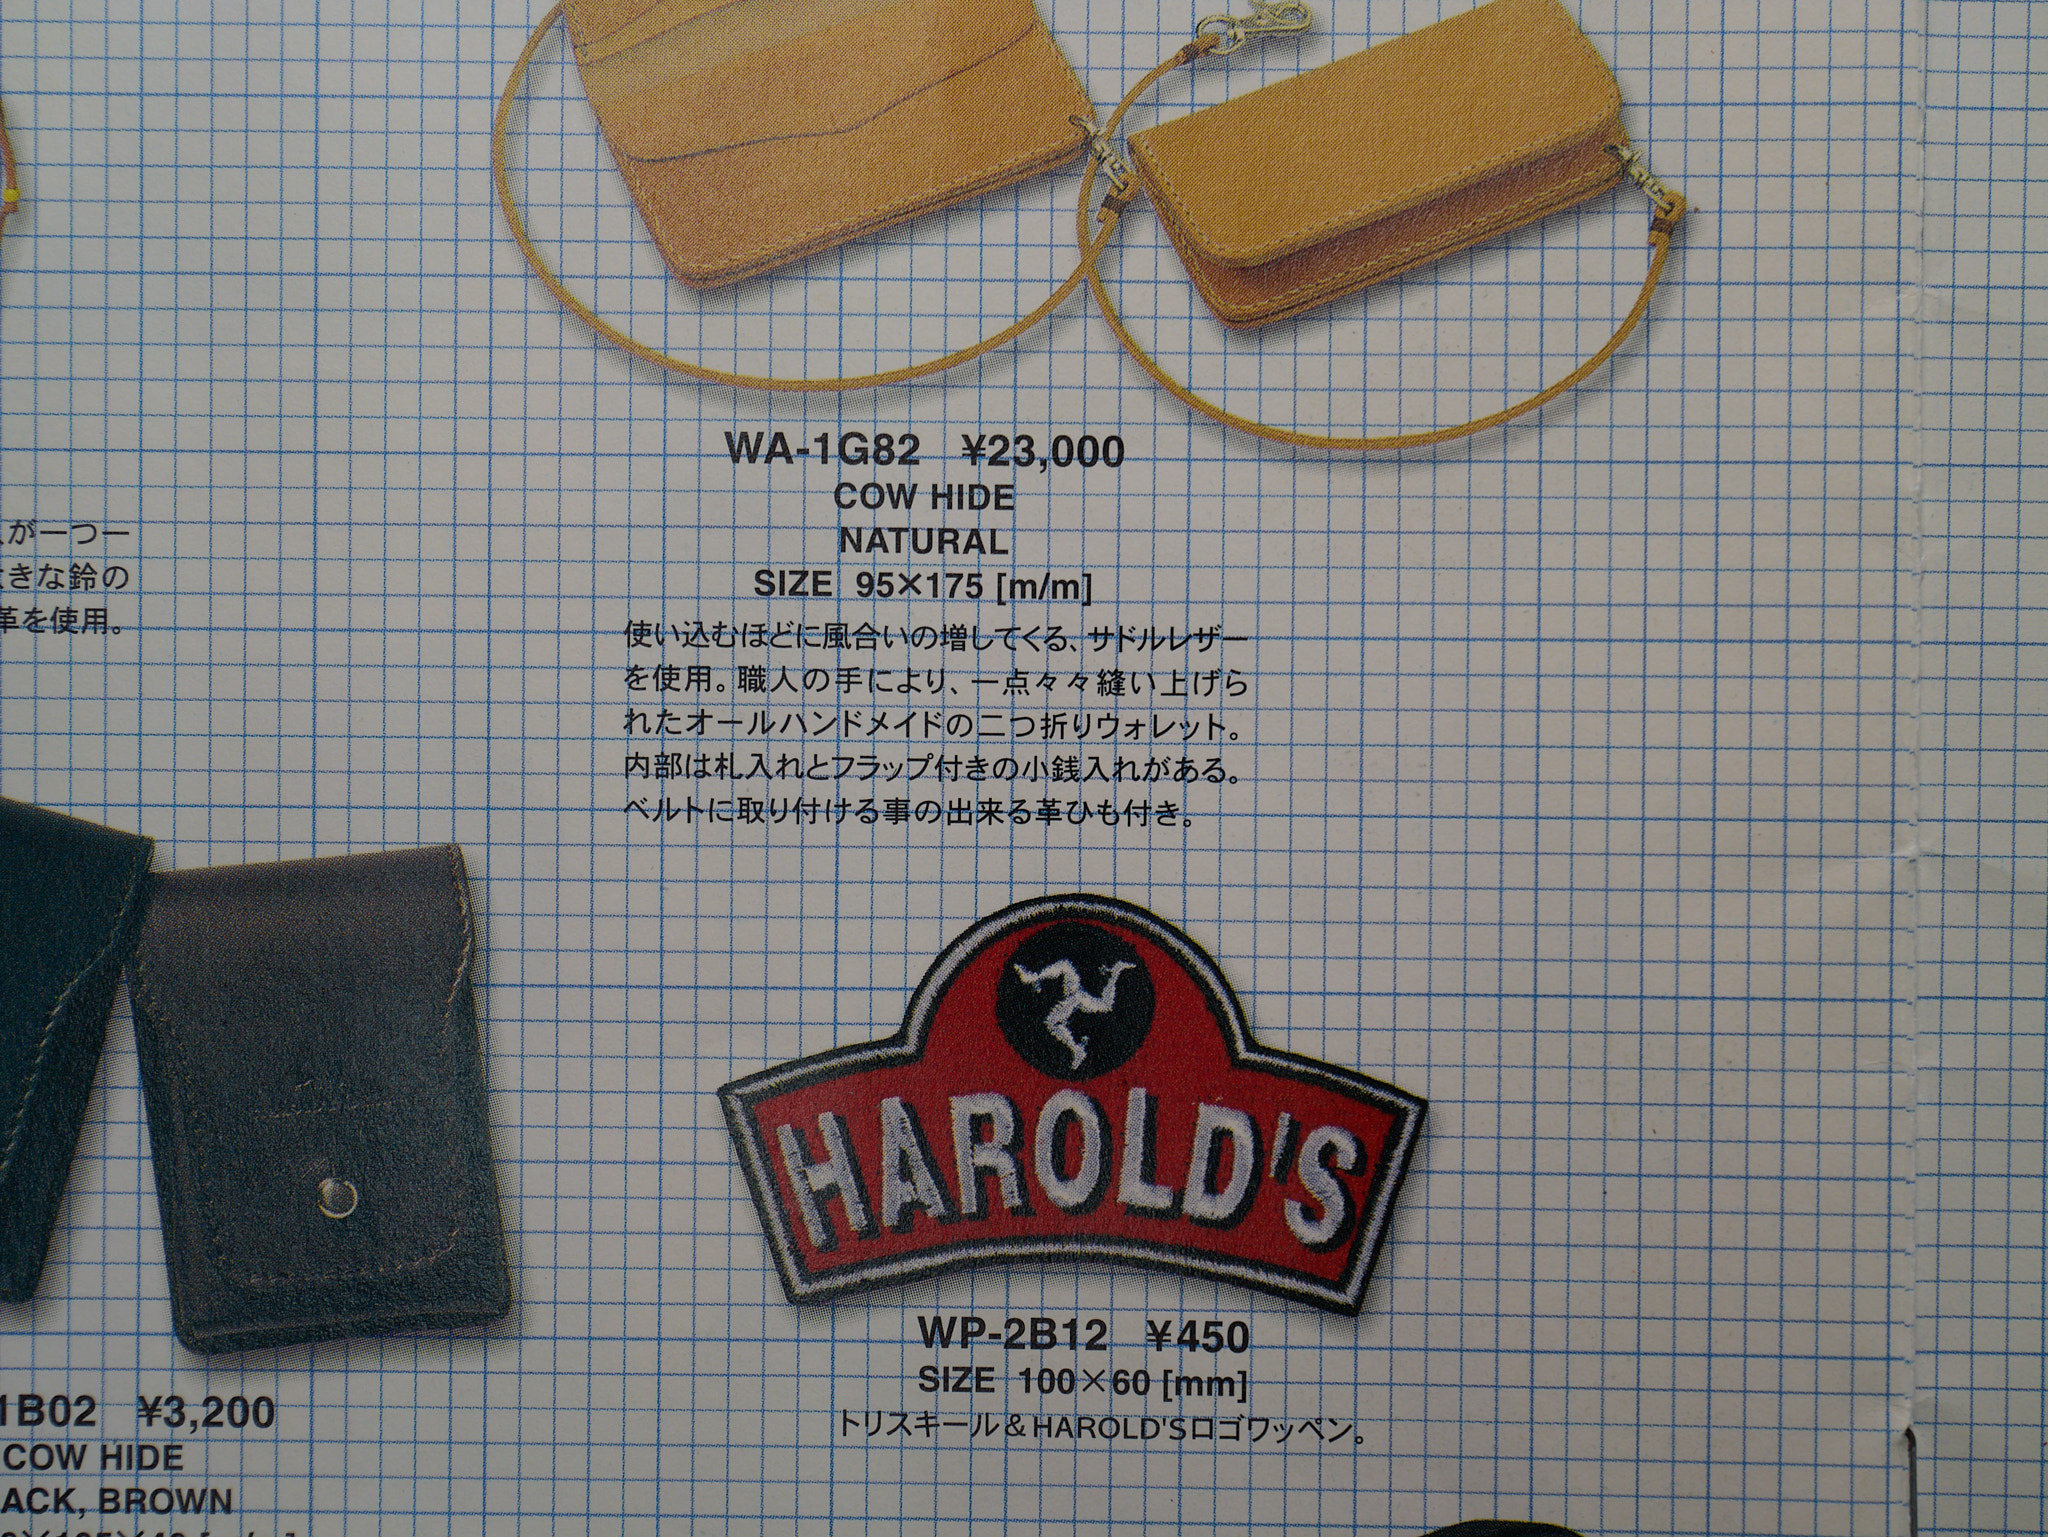 WA-1G82 ¥23,000
COW HIDE
NATURAL
SIZE 95×175 [m/m]
使い込むほどに風合いの増してくる、サドルレザー
を使用。職人の手により、一点々々縫い上げら
れたオールハンドメイドの二つ折りウォレット。
内部は札入れとフラップ付きの小銭入れがある。
ベルトに取り付ける事の出来る革ひも付き。
が一つ一
きな鈴の
革を使用。
HAROLD'S
WP-2B12 ¥450
SIZE 100×60 [mm]
トリスキール&HAROLD'Sロゴワッペン。
1B02 ¥3,200
COW HIDE
ACK, BROWN